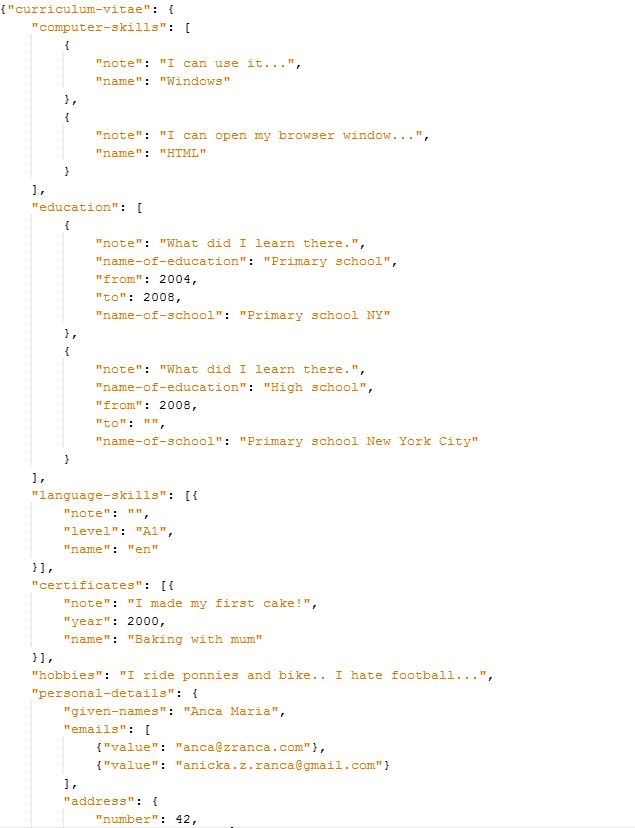 {"curriculum-vitae": {
    "computer-skills": [
        {
            "note": "I can use it...",
            "name": "Windows"
        },
        {
            "note": "I can open my browser window...",
            "name": "HTML"
        }
    ],
    "education": [
        {
            "note": "What did I learn there.",
            "name-of-education": "Primary school",
            "from": 2004,
            "to": 2008,
            "name-of-school": "Primary school NY"
        },
        {
            "note": "What did I learn there.",
            "name-of-education": "High school",
            "from": 2008,
            "to": "",
            "name-of-school": "Primary school New York City"
        }
    ],
    "language-skills": [{
        "note": "",
        "level": "A1",
        "name": "en"
    }],
    "certificates": [{
        "note": "I made my first cake!",
        "year": 2000,
        "name": "Baking with mum"
    }],
    "hobbies": "I ride ponnies and bike.. I hate football...",
    "personal-details": {
        "given-names": "Anca Maria",
        "emails": [
            {"value": "anca@zranca.com"},
            {"value": "anicka.z.ranca@gmail.com"}
        ],
        "address": {
            "number": 42,